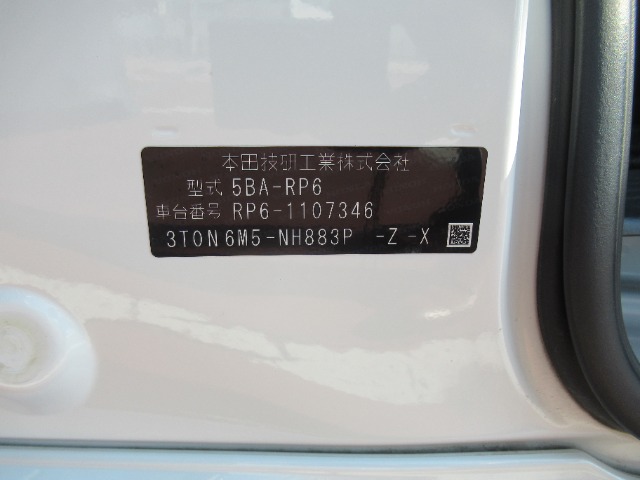 本田技研工業株式会社
型式 5BA-RP6
車台番号 RP6-1107346
3T0N6M5-NH883P -Z-X